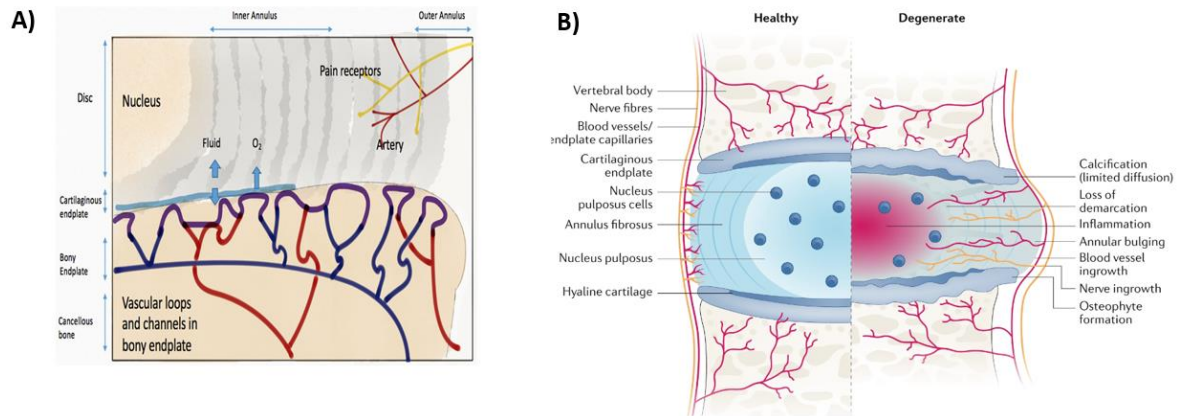 A)
Inner Annulus
Outer Annulus
Disc
Nucleus
Pain receptors
Fluid
O₂
Artery
Cartilaginous
endplate
Bony
Endplate
Cancellous
bone
Vascular loops
and channels in
bony endplate
B)
Healthy
Degenerate
Vertebral body
Nerve fibres
Blood vessels/
endplate capillaries
Cartilaginous
endplate
Nucleus
pulposus cells
Annulus fibrosus
Nucleus pulposus
Hyaline cartilage
Calcification
(limited diffusion)
Loss of
demarcation
Inflammation
Annular bulging
Blood vessel
ingrowth
Nerve ingrowth
Osteophyte
formation